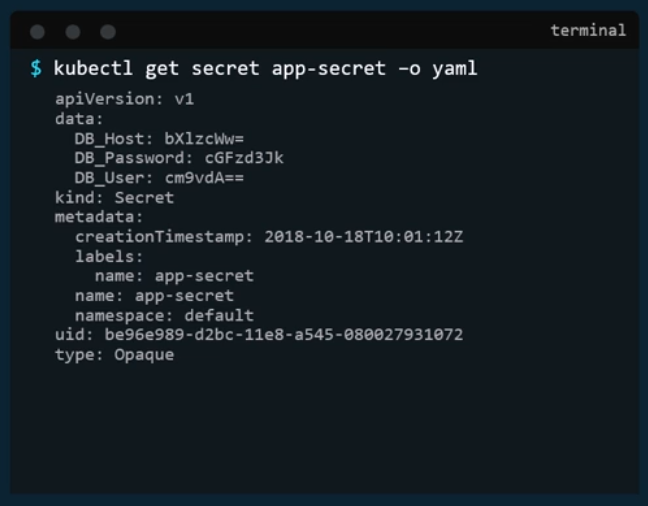 terminal
$ kubectl get secret app-secret –o yaml
apiVersion: v1
data:
  DB_Host: bXlzcWw=
  DB_Password: cGFzd3Jk
  DB_User: cm9vdA==
kind: Secret
metadata:
  creationTimestamp: 2018-10-18T10:01:12Z
  labels:
    name: app-secret
  name: app-secret
  namespace: default
uid: be96e989-d2bc-11e8-a545-080027931072
type: Opaque